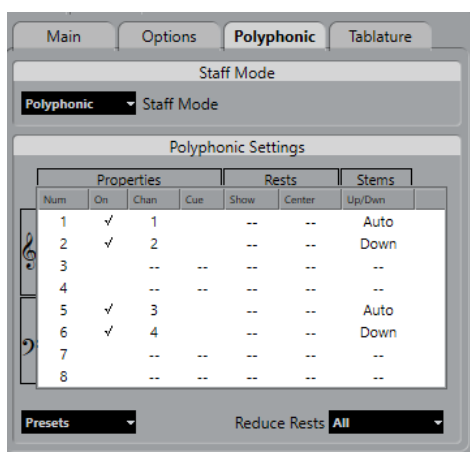 Main Options Polyphonic Tablature
Staff Mode
Polyphonic Staff Mode
Polyphonic Settings
Properties Rests Stems
Num On Chan Cue Show Center Up/Dwn
1 √ 1 -- -- Auto
2 √ 2 -- -- Down
3 -- -- -- -- --
4 -- -- -- -- --
5 √ 3 -- -- Auto
6 √ 4 -- -- Down
7 -- -- -- -- --
8 -- -- -- -- --
Presets Reduce Rests All